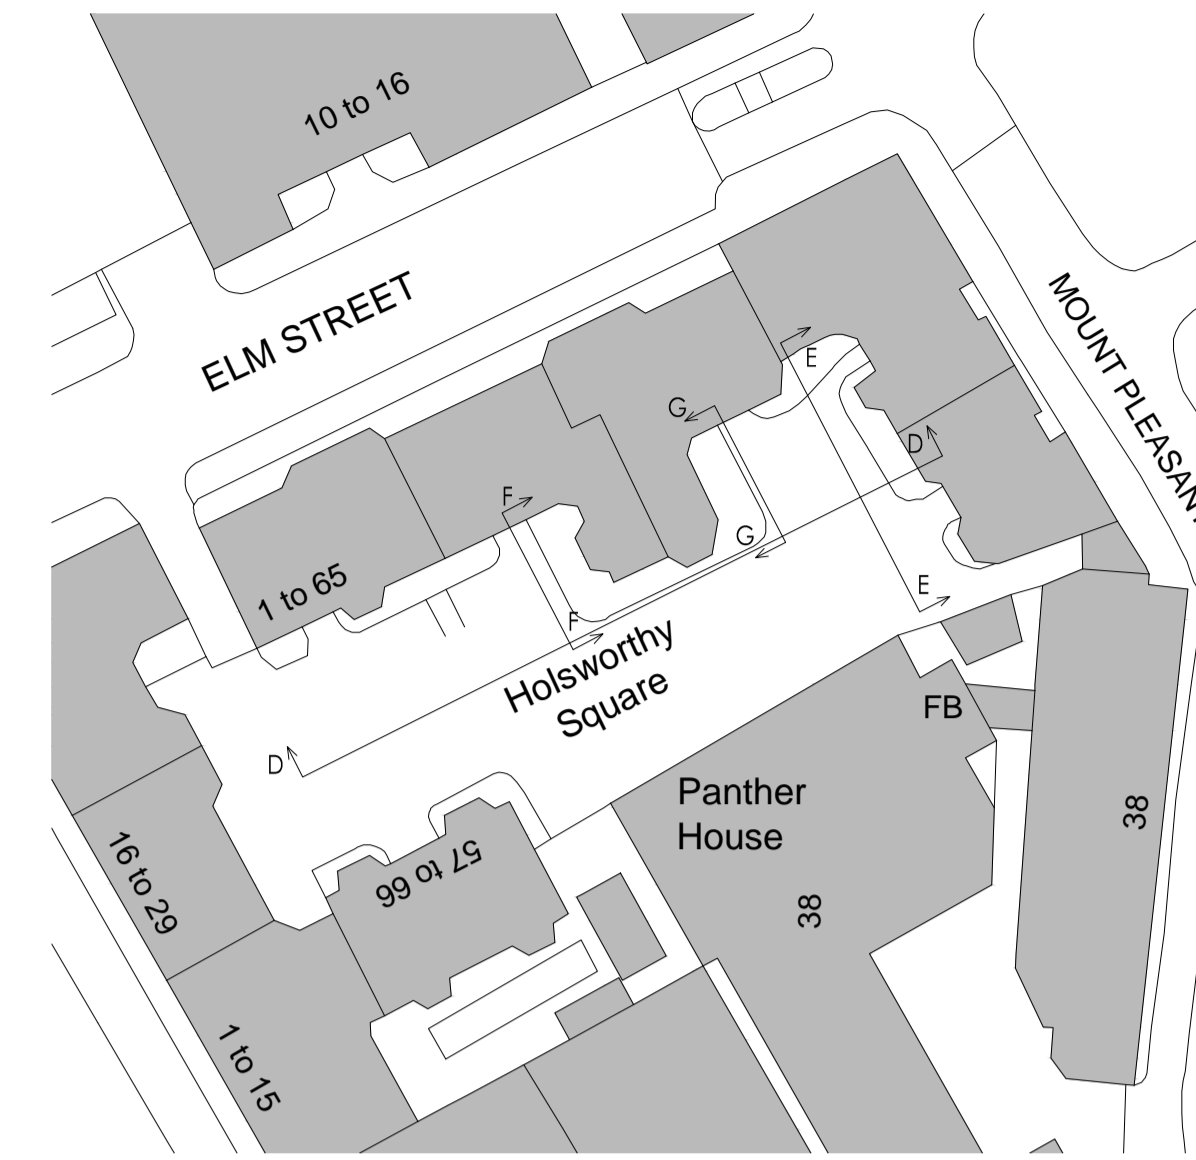 10 to 16
ELM STREET
MOUNT PLEASAN
E
G
D
F
G
1 to 65
E
F
Holsworthy
Square
FB
D
Panther
House
38
57 to 66
16 to 29
38
1 to 15